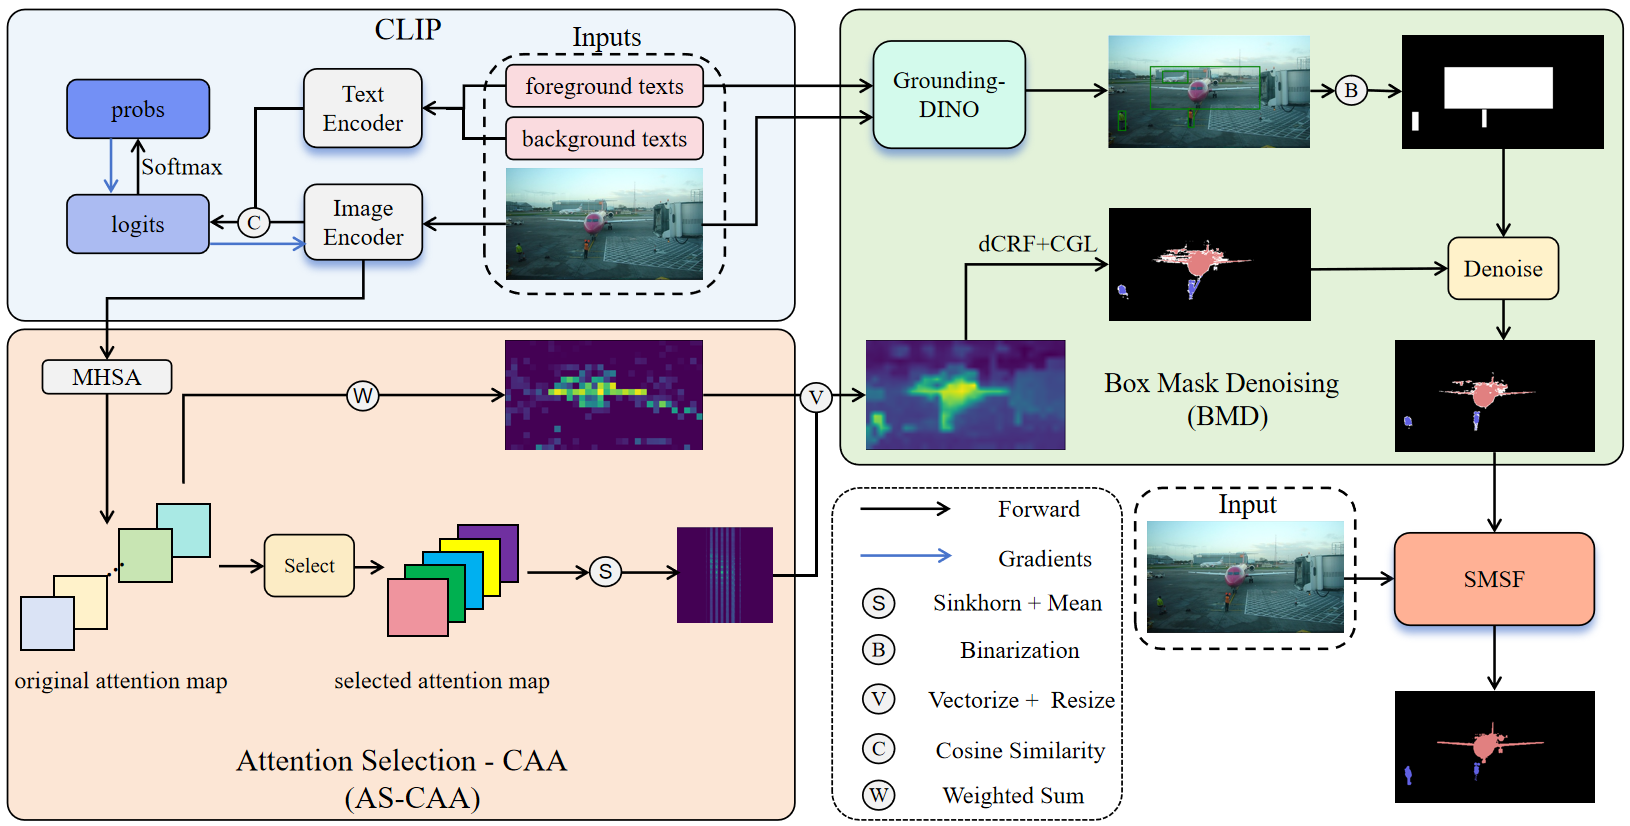 CLIP
Inputs
foreground texts
background texts
Text
Encoder
Image
Encoder
probs
Softmax
logits
C
Grounding-
DINO
B
dCRF+CGL
Denoise
Box Mask Denoising
(BMD)
MHSA
W
V
Select
S
original attention map
selected attention map
Attention Selection - CAA
(AS-CAA)
Forward
Gradients
S Sinkhorn + Mean
B Binarization
V Vectorize + Resize
C Cosine Similarity
W Weighted Sum
Input
SMSF